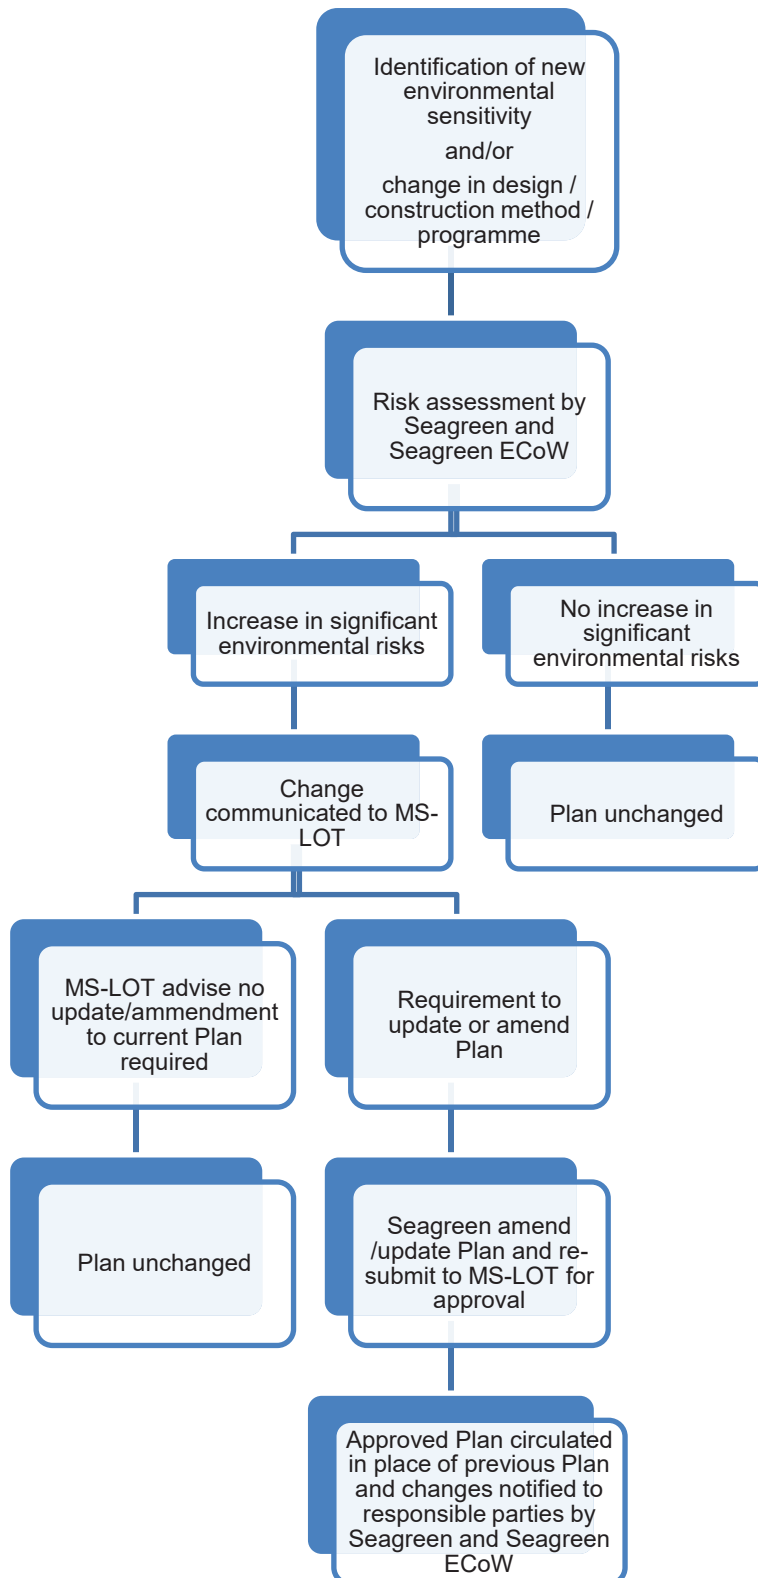 Identification of new
environmental
sensitivity
and/or
change in design /
construction method /
programme
Risk assessment by
Seagreen and
Seagreen ECoW
Increase in significant
environmental risks
No increase in
significant
environmental risks
Change
communicated to MS-
LOT
Plan unchanged
MS-LOT advise no
update/ammendment
to current Plan
required
Requirement to
update or amend
Plan
Plan unchanged
Seagreen amend
/update Plan and re-
submit to MS-LOT for
approval
Approved Plan circulated
in place of previous Plan
and changes notified to
responsible parties by
Seagreen and Seagreen
ECoW